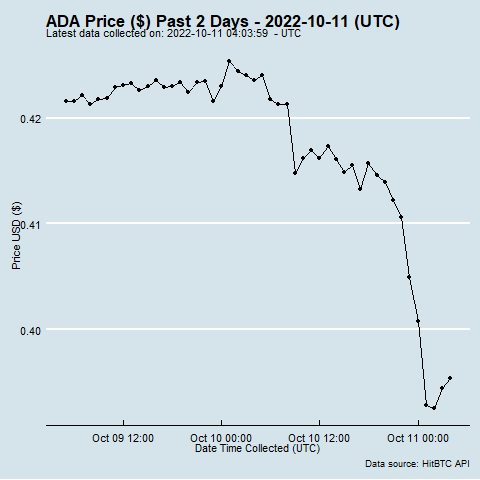 ADA Price ($) Past 2 Days - 2022-10-11 (UTC)
Latest data collected on: 2022-10-11 04:03:59 - UTC
Price USD ($)
0.42
0.41
0.40
Oct 09 12:00 Oct 10 00:00 Oct 10 12:00 Oct 11 00:00
Date Time Collected (UTC)
Data source: HitBTC API